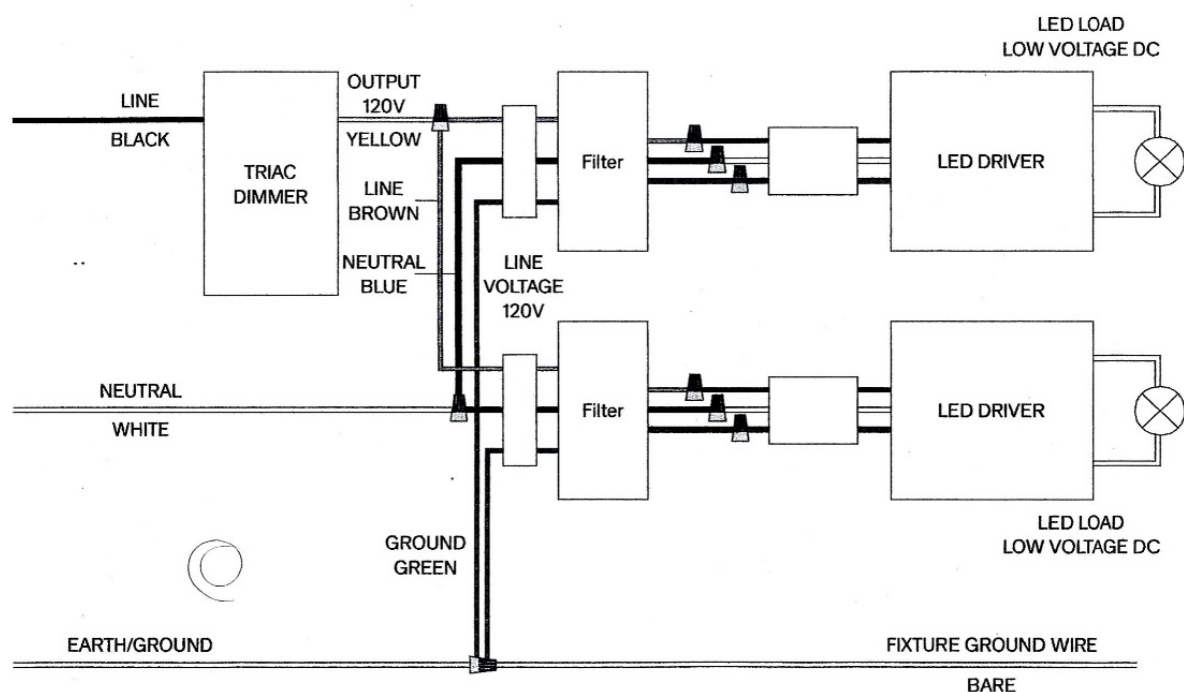 LED LOAD
LOW VOLTAGE DC
LINE
BLACK
TRIAC
DIMMER
OUTPUT
120V
YELLOW
LINE
BROWN
NEUTRAL
BLUE
LINE
VOLTAGE
120V
Filter
LED DRIVER
NEUTRAL
WHITE
Filter
LED DRIVER
LED LOAD
LOW VOLTAGE DC
GROUND
GREEN
EARTH/GROUND
FIXTURE GROUND WIRE
BARE